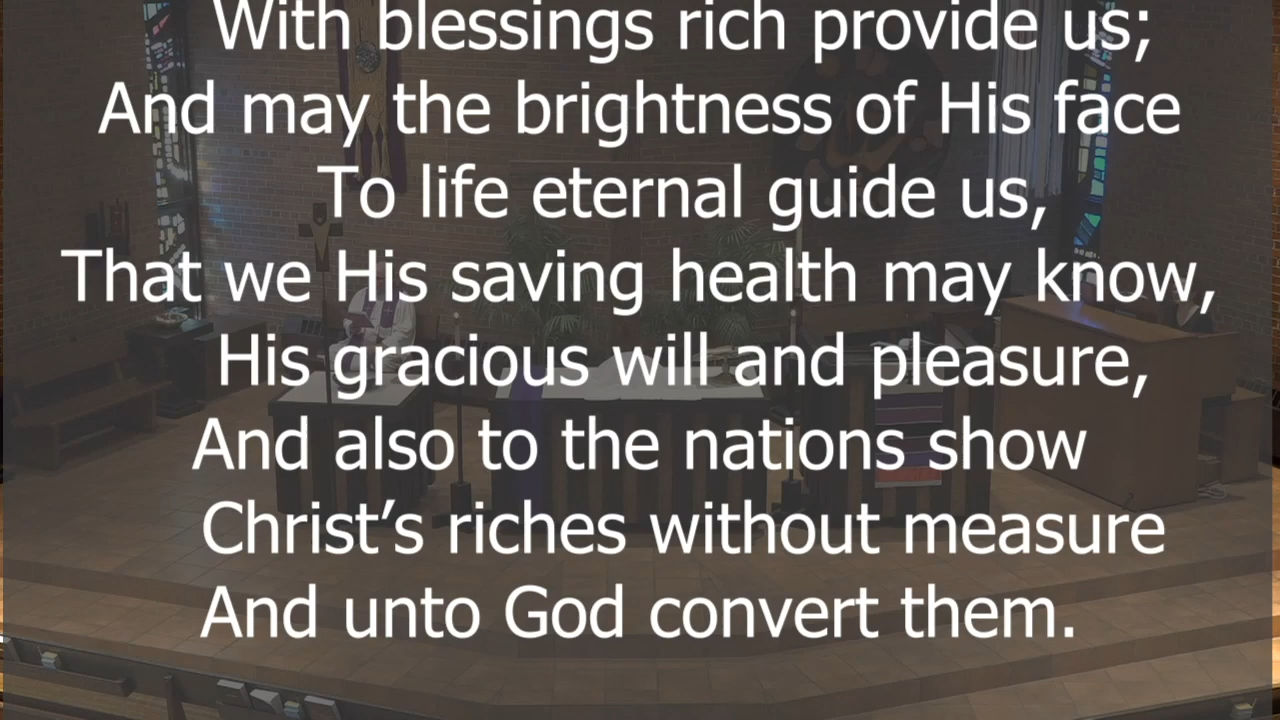 With blessings rich provide us;
And may the brightness of His face
To life eternal guide us,
That we His saving health may know,
His gracious will and pleasure,
And also to the nations show
Christ’s riches without measure
And unto God convert them.